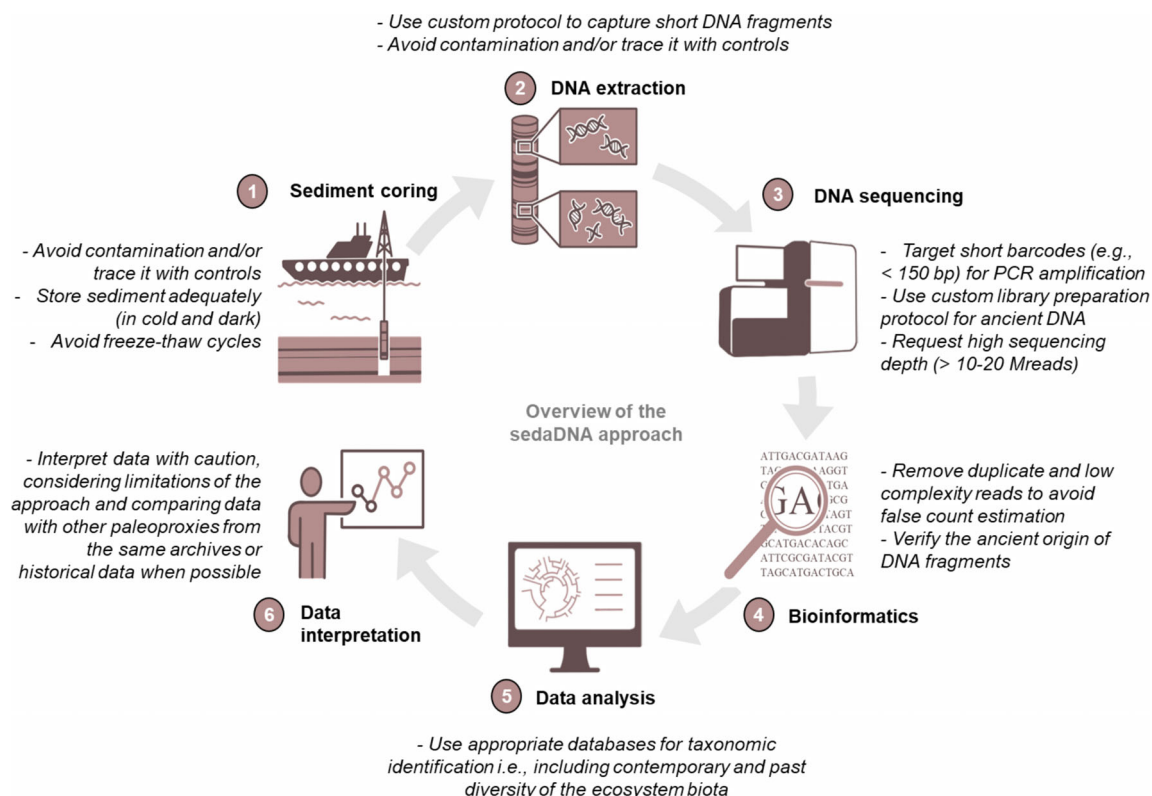 - Use custom protocol to capture short DNA fragments
- Avoid contamination and/or trace it with controls
2 DNA extraction
1 Sediment coring
- Avoid contamination and/or
trace it with controls
- Store sediment adequately
(in cold and dark)
- Avoid freeze-thaw cycles
3 DNA sequencing
- Target short barcodes (e.g.,
< 150 bp) for PCR amplification
- Use custom library preparation
protocol for ancient DNA
- Request high sequencing
depth (> 10-20 Mreads)
Overview of the
sedaDNA approach
- Interpret data with caution,
considering limitations of the
approach and comparing data
with other paleoproxies from
the same archives or
historical data when possible
6 Data
interpretation
ATTGACGATAAG
GAC
GCATGACACAGC
ATTCGCGATACGT
TAGCATGACTGCA
- Remove duplicate and low
complexity reads to avoid
false count estimation
- Verify the ancient origin of
DNA fragments
4 Bioinformatics
5 Data analysis
- Use appropriate databases for taxonomic
identification i.e., including contemporary and past
diversity of the ecosystem biota